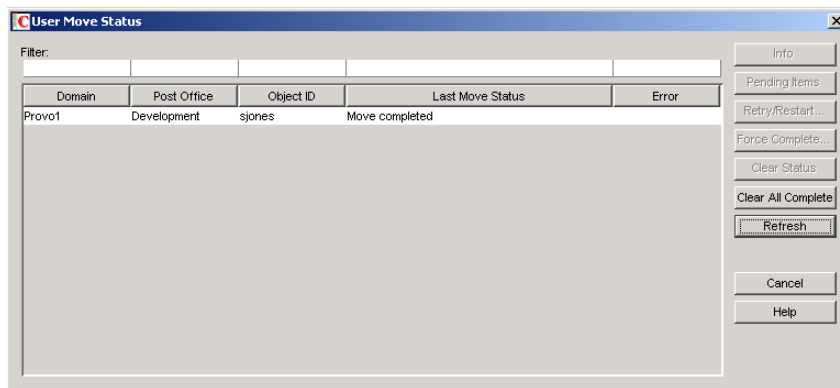 User Move Status
Filter:
Info
Pending Items
Domain Post Office Object ID Last Move Status Error
Retry/Restart...
Provo1 Development sjones Move completed
Force Complete...
Clear Status
Clear All Complete
Refresh
Cancel
Help